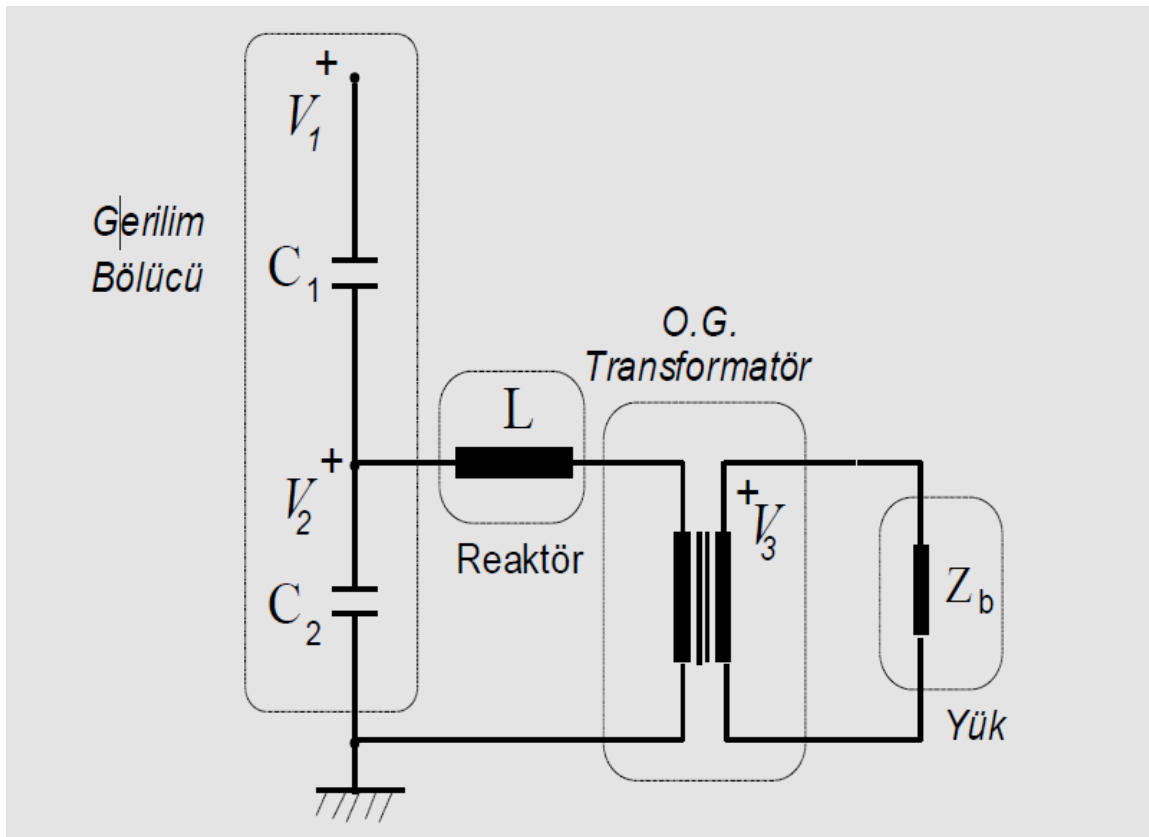 +
V1
Gerilim
Bölücü
C1
O.G.
Transformatör
L
+
V2
+
V3
Reaktör
Zb
C2
Yük